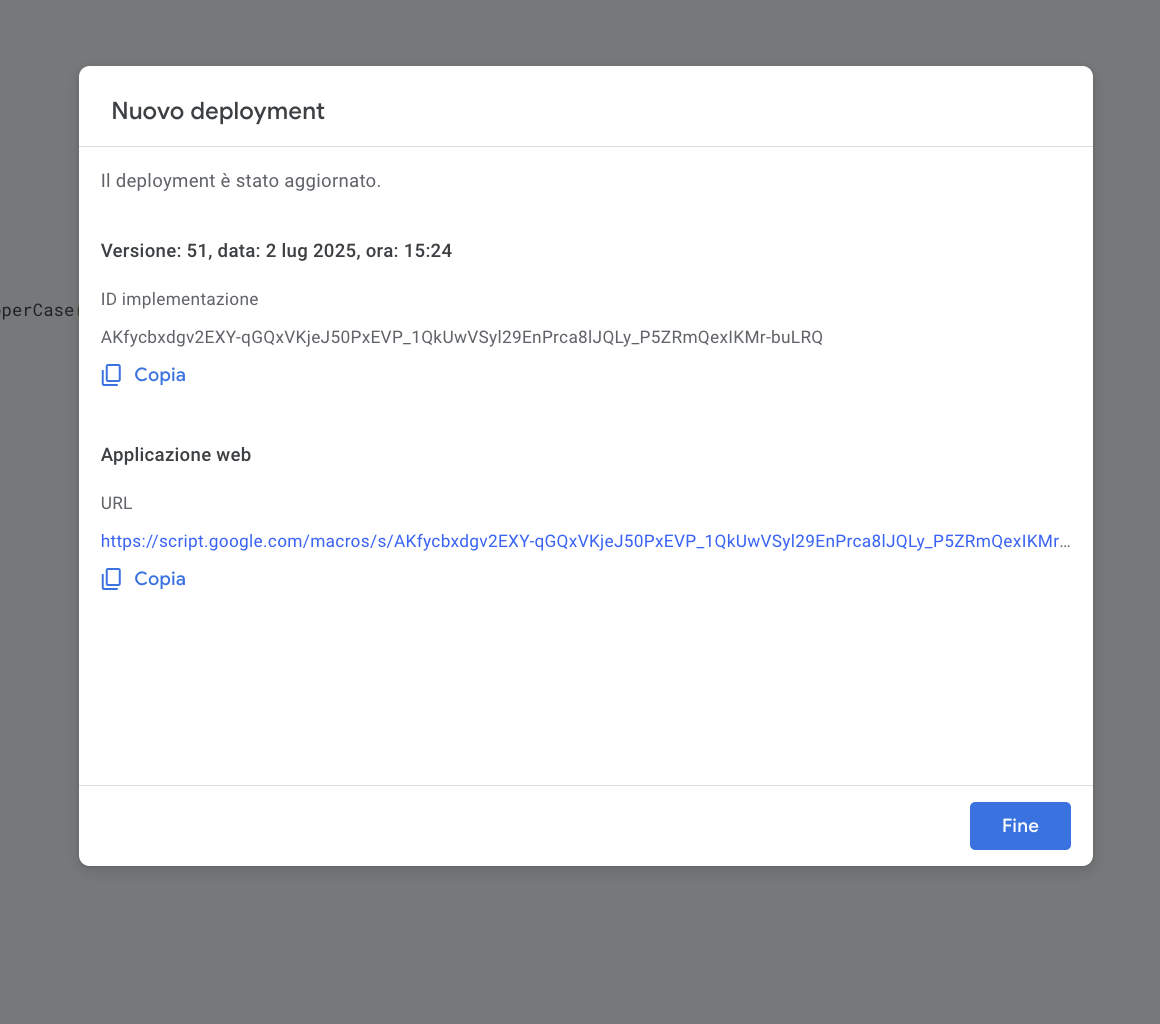 Nuovo deployment
Il deployment è stato aggiornato.
Versione: 51, data: 2 lug 2025, ora: 15:24
ID implementazione
perCase(
AKfycbxdgv2EXY-qGQxVKjeJ50PxEVP_1QkUwVSyl29EnPrca8lJQLy_P5ZRmQexIKMr-buLRQ
Copia
Applicazione web
URL
https://script.google.com/macros/s/AKfycbxdgv2EXY-qGQxVKjeJ50PxEVP_1QkUwVSyl29EnPrca8lJQLy_P5ZRmQexIKMr...
Copia
Fine